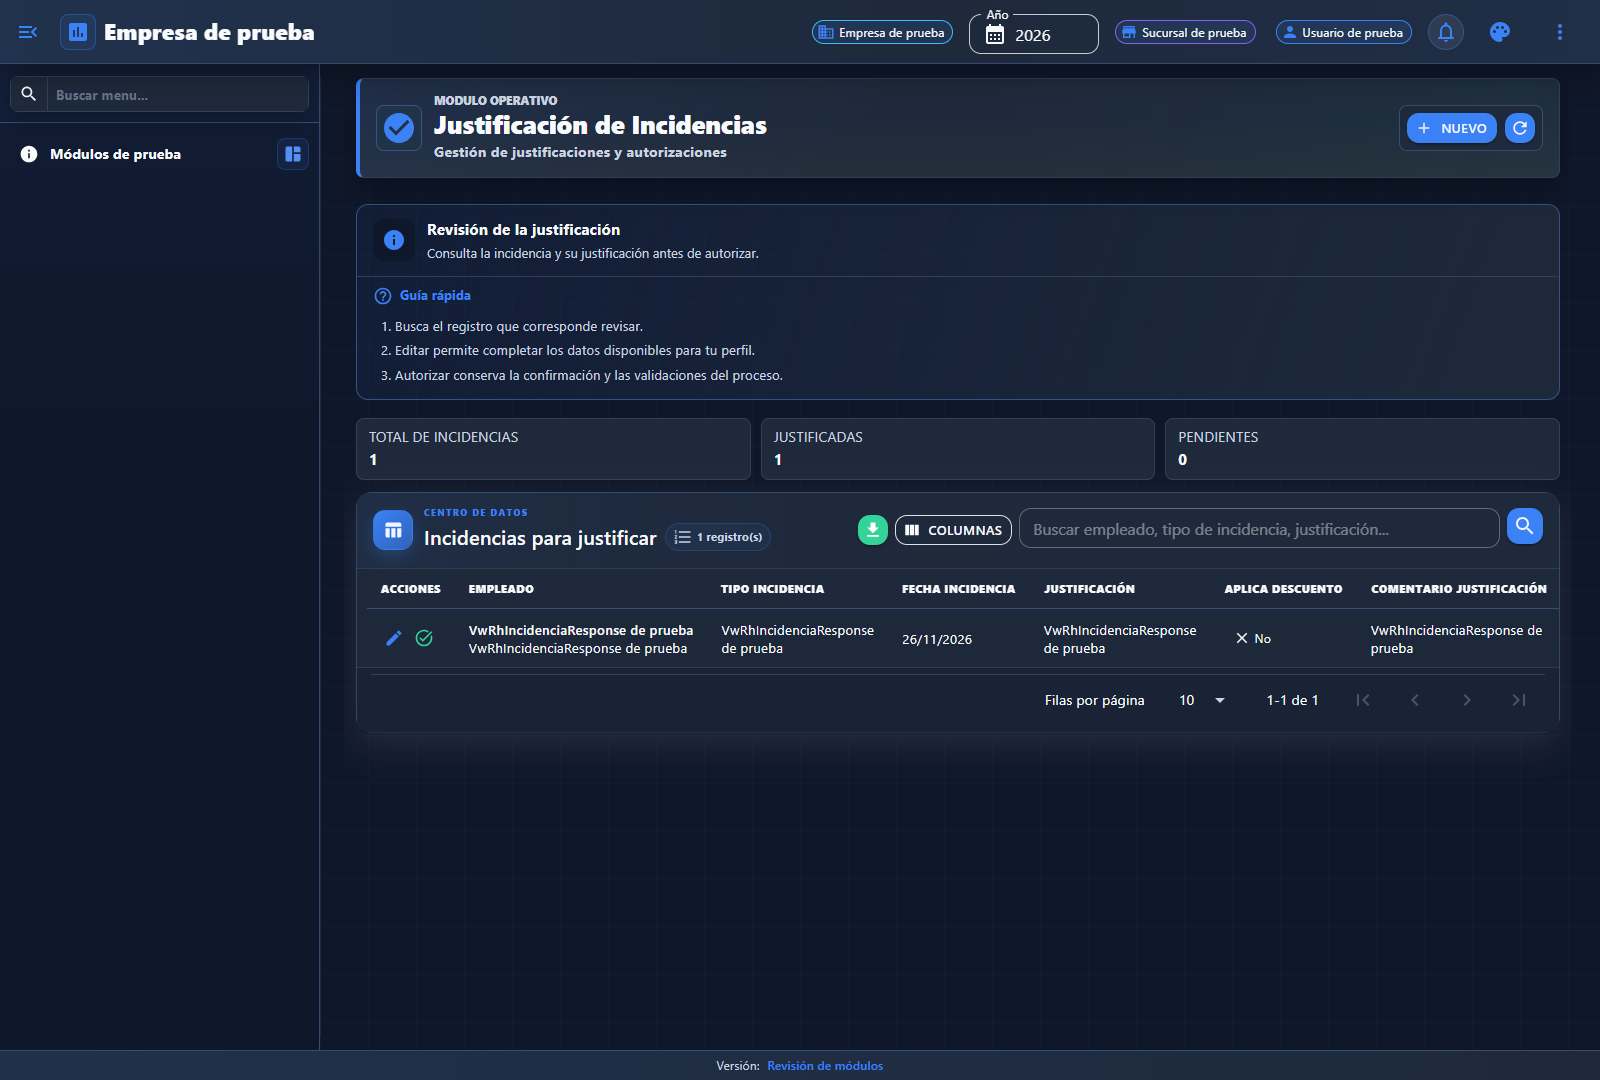 Empresa de prueba
Empresa de prueba
Año
2026
Sucursal de prueba
Usuario de prueba
Buscar menu...
Módulos de prueba
MODULO OPERATIVO
Justificación de Incidencias
Gestión de justificaciones y autorizaciones
NUEVO
Revisión de la justificación
Consulta la incidencia y su justificación antes de autorizar.
Guía rápida
1. Busca el registro que corresponde revisar.
2. Editar permite completar los datos disponibles para tu perfil.
3. Autorizar conserva la confirmación y las validaciones del proceso.
TOTAL DE INCIDENCIAS
1
JUSTIFICADAS
1
PENDIENTES
0
CENTRO DE DATOS
Incidencias para justificar
1 registro(s)
COLUMNAS
Buscar empleado, tipo de incidencia, justificación...
ACCIONES EMPLEADO TIPO INCIDENCIA FECHA INCIDENCIA JUSTIFICACIÓN APLICA DESCUENTO COMENTARIO JUSTIFICACIÓN
VwRhIncidenciaResponse de prueba
VwRhIncidenciaResponse de prueba
VwRhIncidenciaResponse
de prueba
26/11/2026
VwRhIncidenciaResponse
de prueba
No
VwRhIncidenciaResponse de
prueba
Filas por página 10 1-1 de 1
Versión: Revisión de módulos